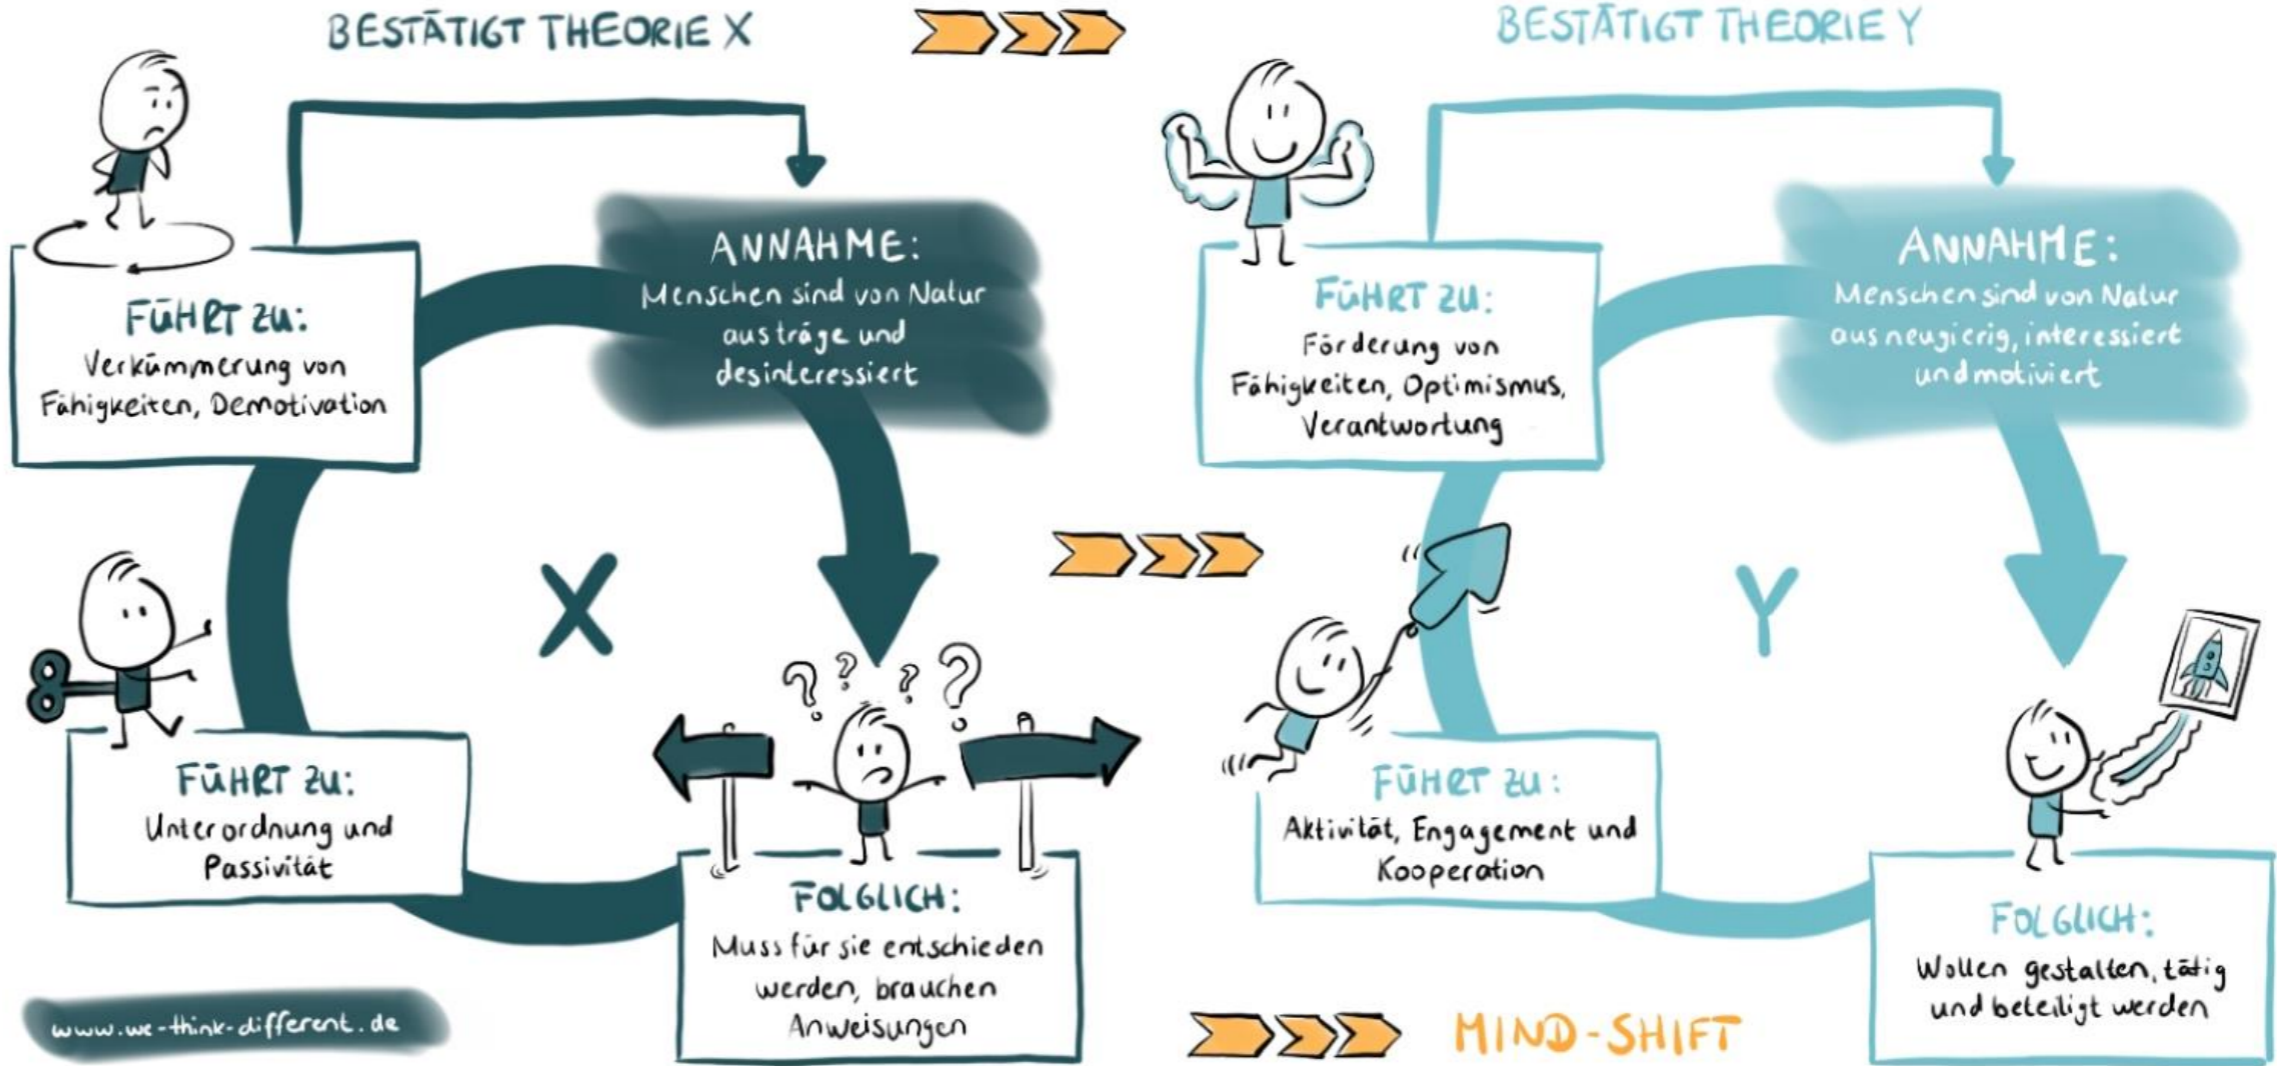 BESTÄTIGT THEORIE X
ANNAHME:
Menschen sind von Natur
aus träge und
desinteressiert
FÜHRT ZU:
Verkümmerung von
Fähigkeiten, Demotivation
X
FÜHRT ZU:
Unterordnung und
Passivität
? ? ? ?
FOLGLICH:
Muss für sie entschieden
werden, brauchen
Anweisungen
www.we-think-different.de
BESTÄTIGT THEORIE Y
ANNAHME:
Menschen sind von Natur
aus neugierig, interessiert
und motiviert
FÜHRT ZU:
Förderung von
Fähigkeiten, Optimismus,
Verantwortung
Y
FÜHRT ZU:
Aktivität, Engagement und
Kooperation
FOLGLICH:
Wollen gestalten, tätig
und beteiligt werden
MIND-SHIFT